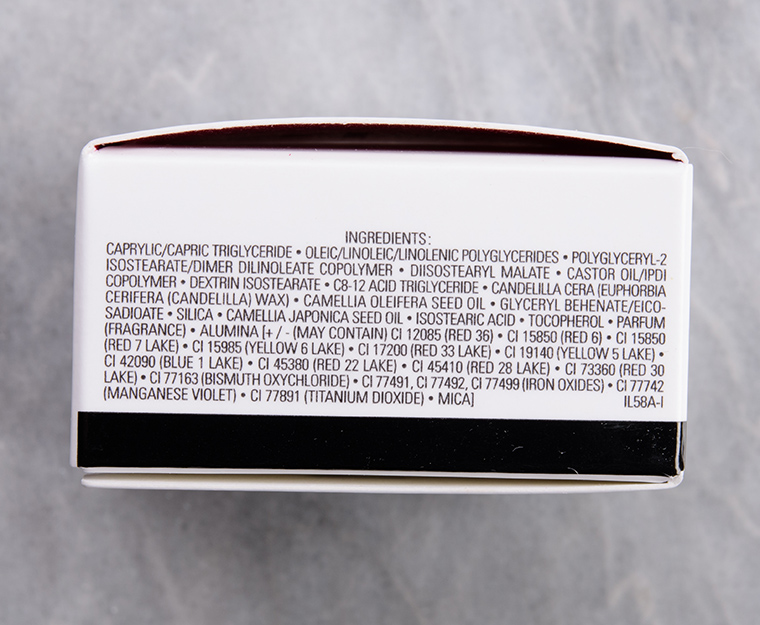 INGREDIENTS:
CAPRYLIC/CAPRIC TRIGLYCERIDE • OLEIC/LINOLEIC/LINOLENIC POLYGLYCERIDES • POLYGLYCERYL-2
ISOSTEARATE/DIMER DILINOLEATE COPOLYMER • DIISOSTEARYL MALATE • CASTOR OIL/IPDI
COPOLYMER • DEXTRIN ISOSTEARATE • C8-12 ACID TRIGLYCERIDE • CANDELILLA CERA (EUPHORBIA
CERIFERA (CANDELILLA) WAX) • CAMELLIA OLEIFERA SEED OIL • GLYCERYL BEHENATE/EICO-
SADIOATE • SILICA • CAMELLIA JAPONICA SEED OIL • ISOSTEARIC ACID • TOCOPHEROL • PARFUM
(FRAGRANCE) • ALUMINA [+ / - (MAY CONTAIN) CI 12085 (RED 36) • CI 15850 (RED 6) • CI 15850
(RED 7 LAKE) • CI 15985 (YELLOW 6 LAKE) • CI 17200 (RED 33 LAKE) • CI 19140 (YELLOW 5 LAKE) •
CI 42090 (BLUE 1 LAKE) • CI 45380 (RED 22 LAKE) • CI 45410 (RED 28 LAKE) • CI 73360 (RED 30
LAKE) • CI 77163 (BISMUTH OXYCHLORIDE) • CI 77491, CI 77492, CI 77499 (IRON OXIDES) • CI 77742
(MANGANESE VIOLET) • CI 77891 (TITANIUM DIOXIDE) • MICA] IL58A-I